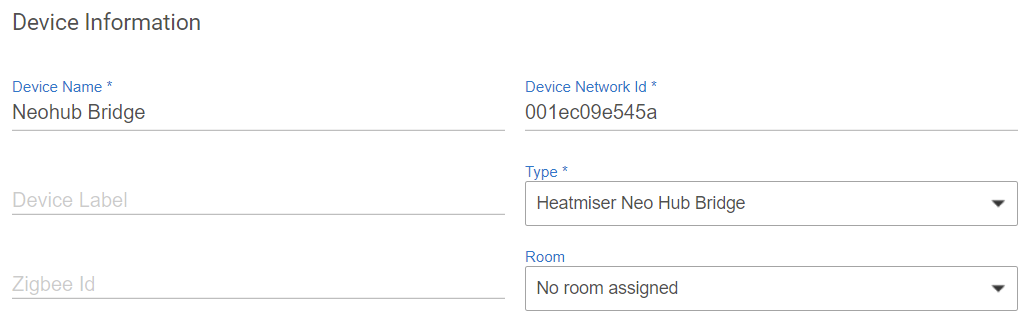 Device Information
Device Name *
Device Network Id *
Neohub Bridge
001ec09e545a
Device Label
Type *
Heatmiser Neo Hub Bridge
Zigbee Id
Room
No room assigned